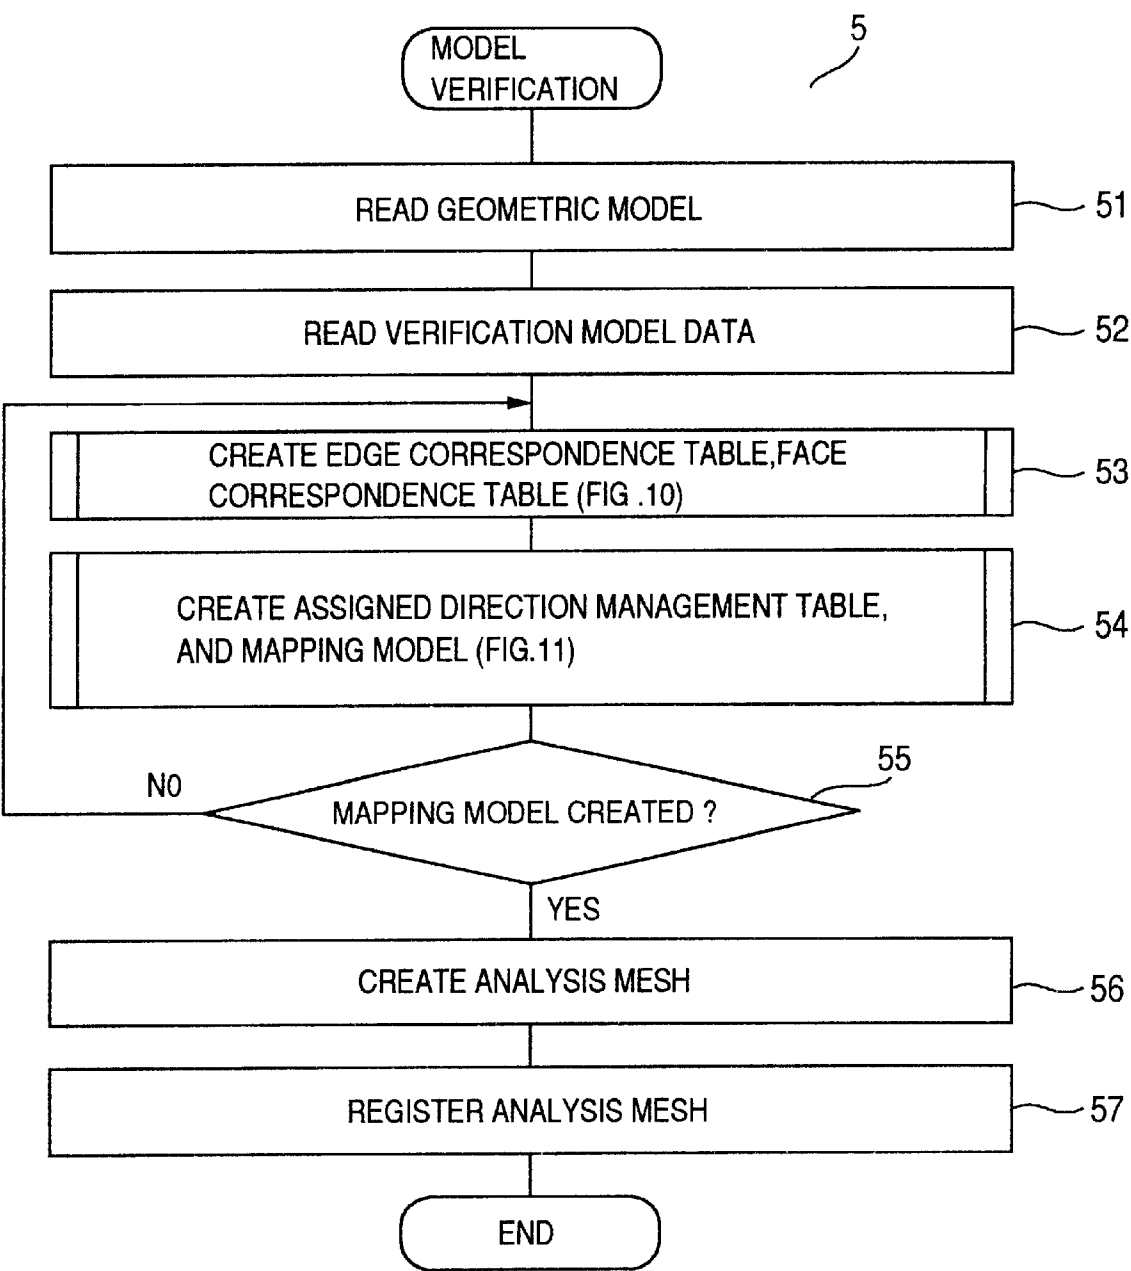 5
MODEL
VERIFICATION
READ GEOMETRIC MODEL
51
READ VERIFICATION MODEL DATA
52
CREATE EDGE CORRESPONDENCE TABLE,FACE
CORRESPONDENCE TABLE (FIG .10)
53
CREATE ASSIGNED DIRECTION MANAGEMENT TABLE,
AND MAPPING MODEL (FIG.11)
54
55
N0
MAPPING MODEL CREATED ?
YES
CREATE ANALYSIS MESH
56
REGISTER ANALYSIS MESH
57
END